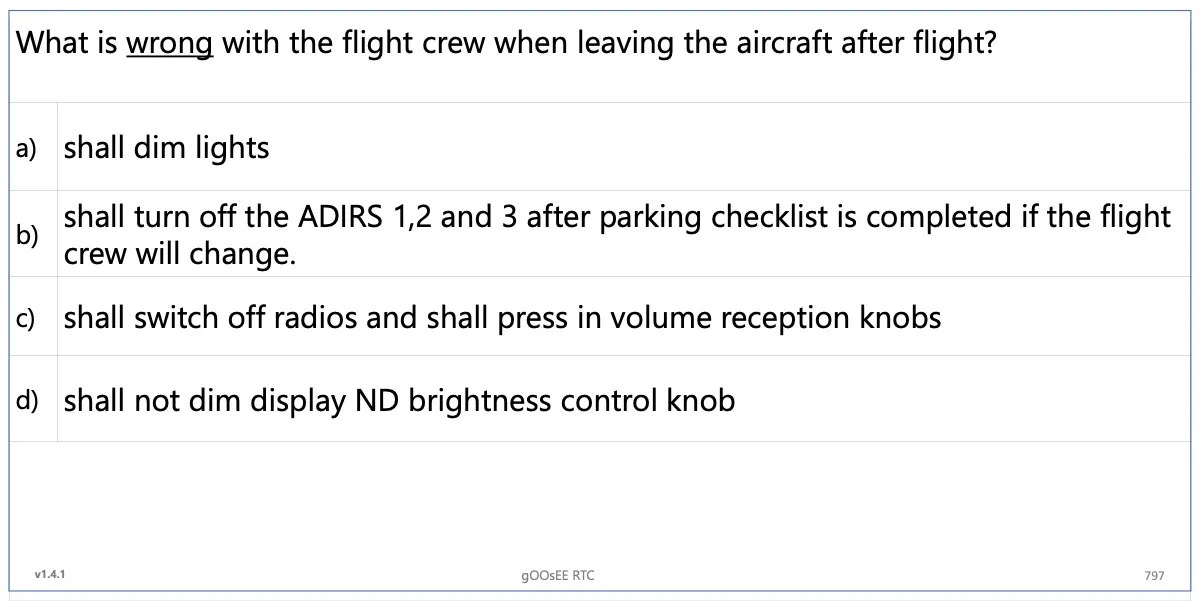 What is wrong with the flight crew when leaving the aircraft after flight?
a) shall dim lights
b) shall turn off the ADIRS 1,2 and 3 after parking checklist is completed if the flight
crew will change.
c) shall switch off radios and shall press in volume reception knobs
d) shall not dim display ND brightness control knob
v1.4.1 gOOsEE RTC 797